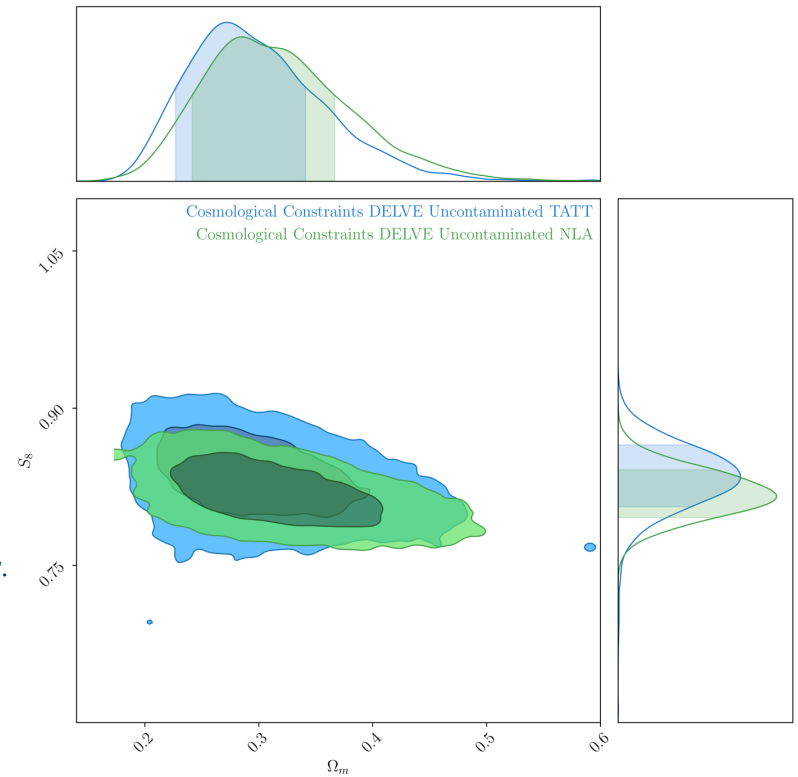 Cosmological Constraints DELVE Uncontaminated TATT
Cosmological Constraints DELVE Uncontaminated NLA
1.05
0.90
0.75
S₈
0.2 0.3 0.4 0.5 0.6
Ωₘ